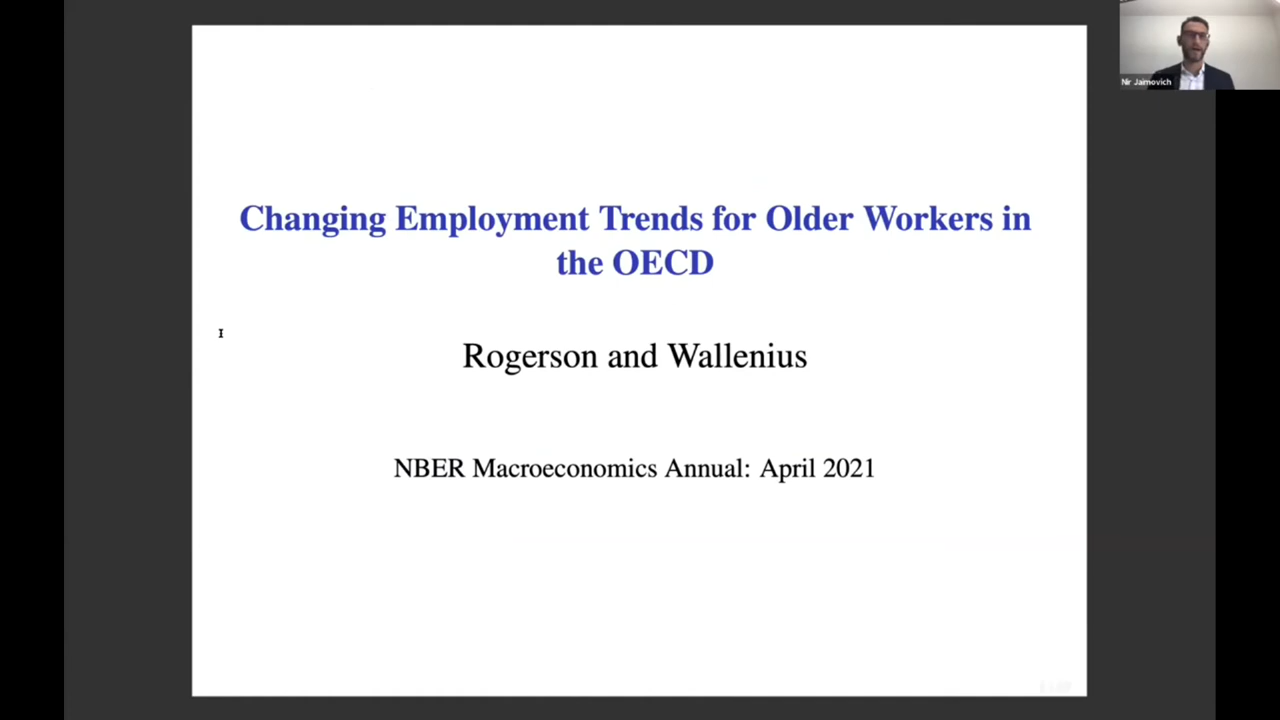 Nir Jaimovich
Changing Employment Trends for Older Workers in
the OECD
Rogerson and Wallenius
NBER Macroeconomics Annual: April 2021